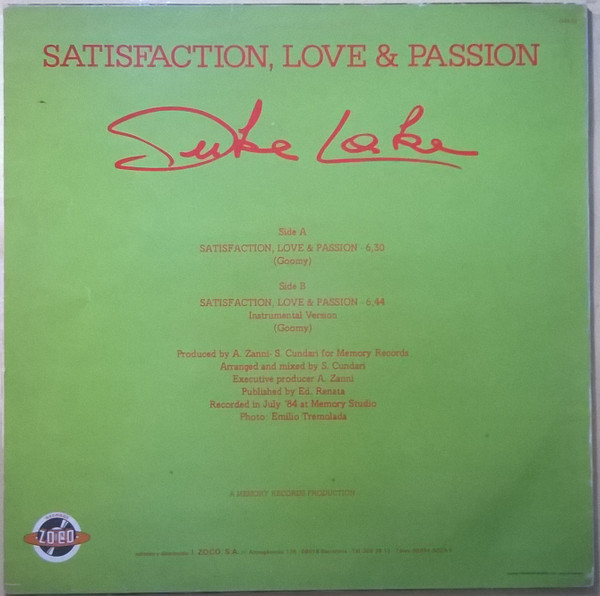 SATISFACTION, LOVE & PASSION
Duke Lake
Side A
SATISFACTION, LOVE & PASSION - 6,30
(Goomy)
Side B
SATISFACTION, LOVE & PASSION - 6,44
Instrumental Version
(Goomy)
Produced by A. Zanni- S. Cundari for Memory Records
Arranged and mixed by S. Cundari
Executive producer A. Zanni
Published by Ed. Renata
Recorded in July '84 at Memory Studio
Photo: Emilio Tremolada
A MEMORY RECORDS PRODUCTION
ZOCO
ZOCO S.A.